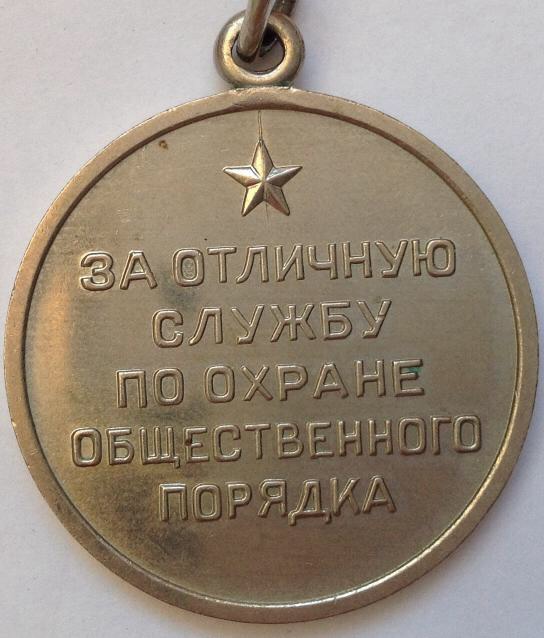 ЗА ОТЛИЧНУЮ
СЛУЖБУ
ПО ОХРАНЕ
ОБЩЕСТВЕННОГО
ПОРЯДКА